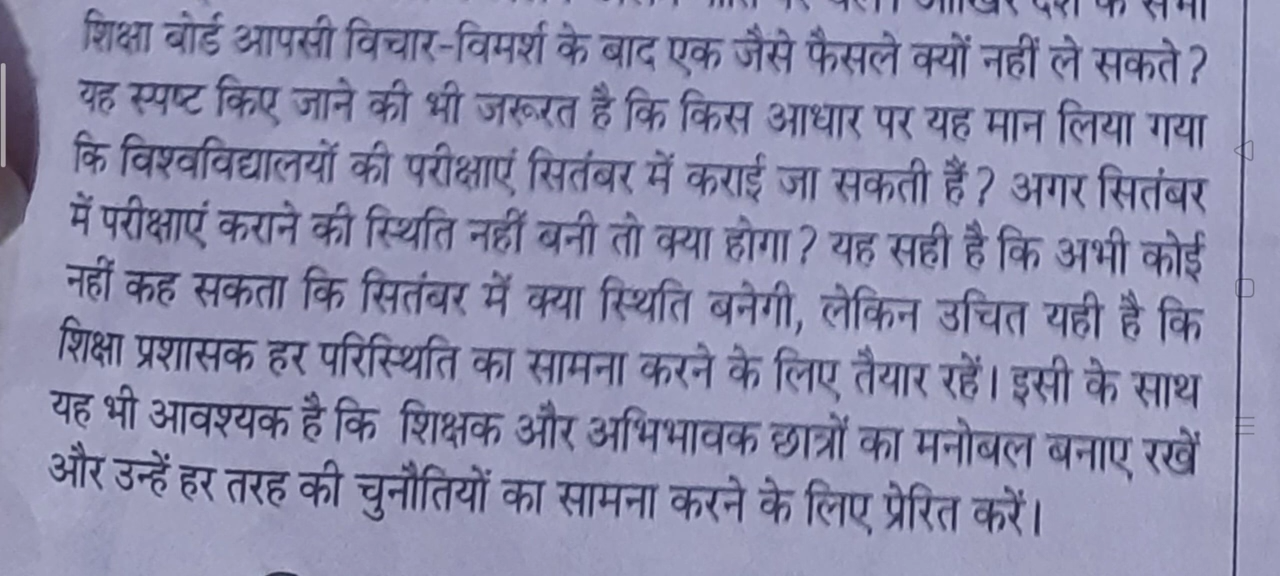 आखिर देश के सभी
शिक्षा बोर्ड आपसी विचार-विमर्श के बाद एक जैसे फैसले क्यों नहीं ले सकते?
यह स्पष्ट किए जाने की भी जरूरत है कि किस आधार पर यह मान लिया गया
कि विश्वविद्यालयों की परीक्षाएं सितंबर में कराई जा सकती हैं? अगर सितंबर
में परीक्षाएं कराने की स्थिति नहीं बनी तो क्या होगा? यह सही है कि अभी कोई
नहीं कह सकता कि सितंबर में क्या स्थिति बनेगी, लेकिन उचित यही है कि
शिक्षा प्रशासक हर परिस्थिति का सामना करने के लिए तैयार रहें। इसी के साथ
यह भी आवश्यक है कि शिक्षक और अभिभावक छात्रों का मनोबल बनाए रखें
और उन्हें हर तरह की चुनौतियों का सामना करने के लिए प्रेरित करें।